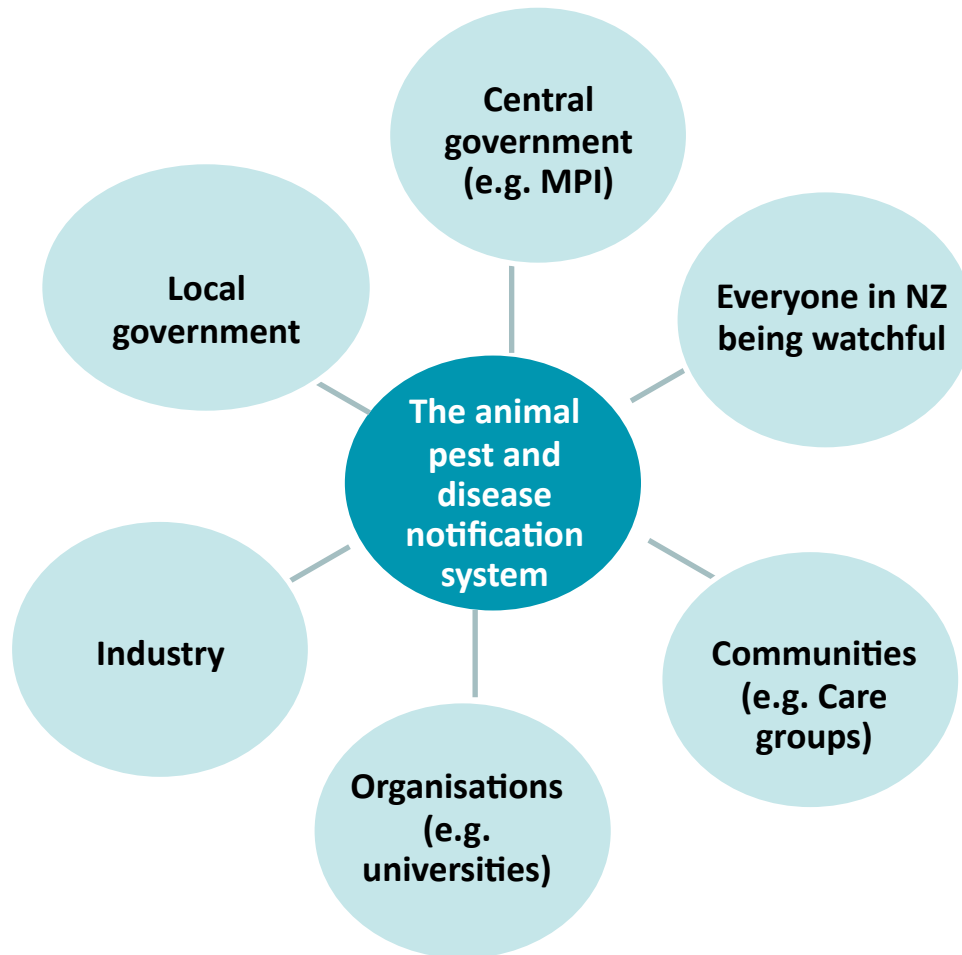 Central
government
(e.g. MPI)
Everyone in NZ
being watchful
Local
government
The animal
pest and
disease
notification
system
Industry
Communities
(e.g. Care
groups)
Organisations
(e.g.
universities)